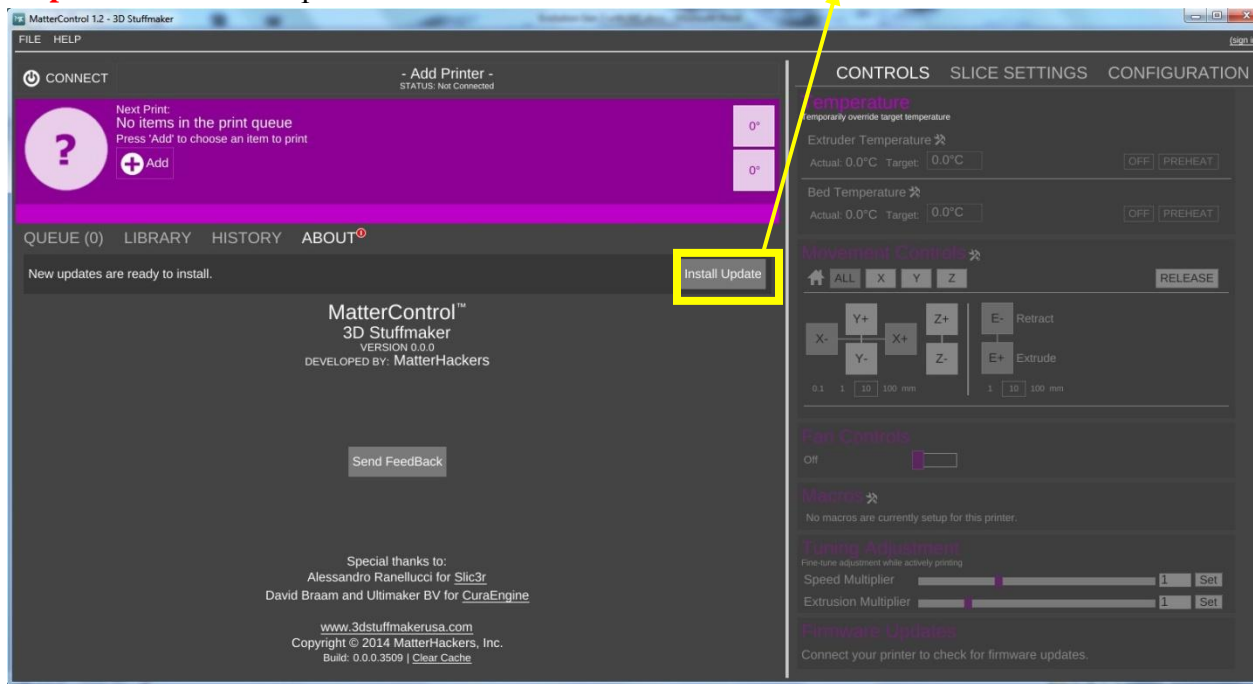 MatterControl 1.2 - 3D Stuffmaker
FILE HELP
(sign in
CONNECT
- Add Printer -
STATUS: Not Connected
Next Print:
No items in the print queue
Press 'Add' to choose an item to print
Add
0°
0°
QUEUE (0) LIBRARY HISTORY ABOUT
New updates are ready to install.
Install Update
MatterControl™
3D Stuffmaker
VERSION 0.0.0
DEVELOPED BY: MatterHackers
Send FeedBack
Special thanks to:
Alessandro Ranellucci for Slic3r
David Braam and Ultimaker BV for CuraEngine
www.3dstuffmakerusa.com
Copyright © 2014 MatterHackers, Inc.
Build: 0.0.0.3509 | Clear Cache
CONTROLS SLICE SETTINGS CONFIGURATION
Temperature
Temporarily override target temperature
Extruder Temperature
Actual: 0.0°C Target: 0.0°C OFF PREHEAT
Bed Temperature
Actual: 0.0°C Target: 0.0°C OFF PREHEAT
Movement Controls
ALL X Y Z RELEASE
Y+ Z+ E- Retract
X- X+
Y- Z- E+ Extrude
0.1 1 10 100 mm 1 10 100 mm
Fan Controls
Off
Macros
No macros are currently setup for this printer.
Tuning Adjustment
Fine-tune adjustment while actively printing
Speed Multiplier 1 Set
Extrusion Multiplier 1 Set
Firmware Updates
Connect your printer to check for firmware updates.